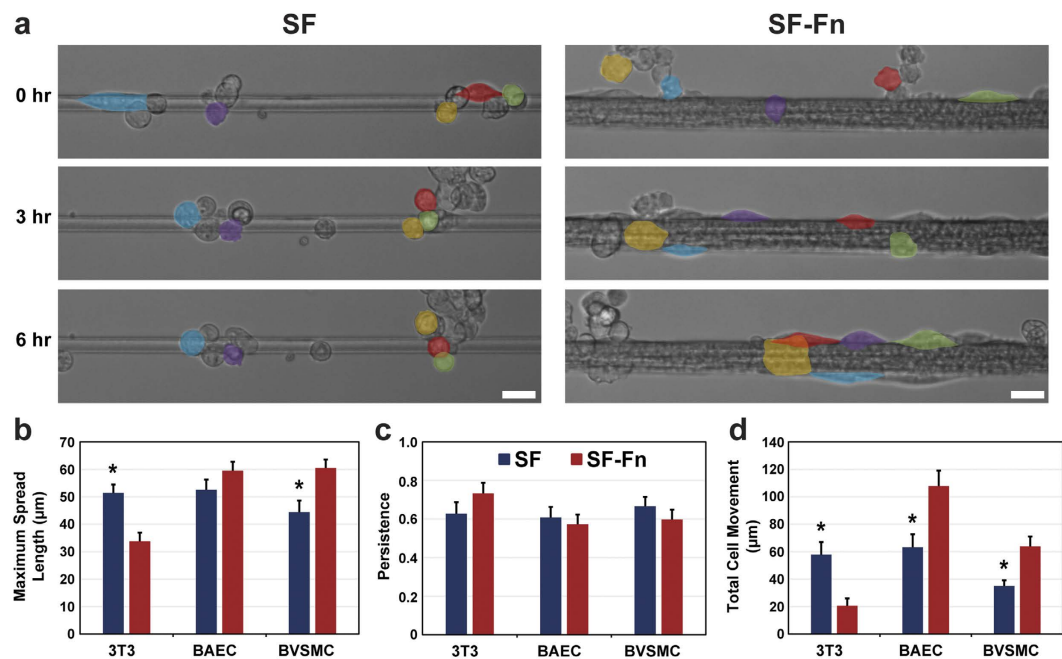 a
SF
SF-Fn
0 hr
3 hr
6 hr
b
Maximum Spread
Length (µm)
70
60
50
40
30
20
10
0
*
*
3T3
BAEC
BVSMC
c
Persistence
1.0
0.8
0.6
0.4
0.2
0
SF
SF-Fn
3T3
BAEC
BVSMC
d
Total Cell Movement
(µm)
140
120
100
80
60
40
20
0
*
*
*
3T3
BAEC
BVSMC